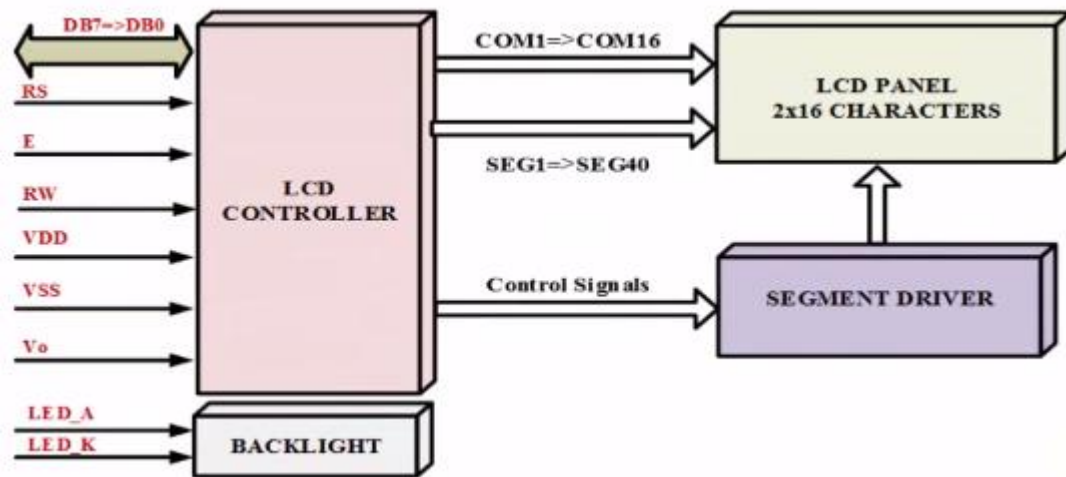 DB7=>DB0
RS
E
RW
VDD
VSS
Vo
LED_A
LED_K
LCD
CONTROLLER
BACKLIGHT
COM1=>COM16
SEG1=>SEG40
Control Signals
LCD PANEL
2x16 CHARACTERS
SEGMENT DRIVER